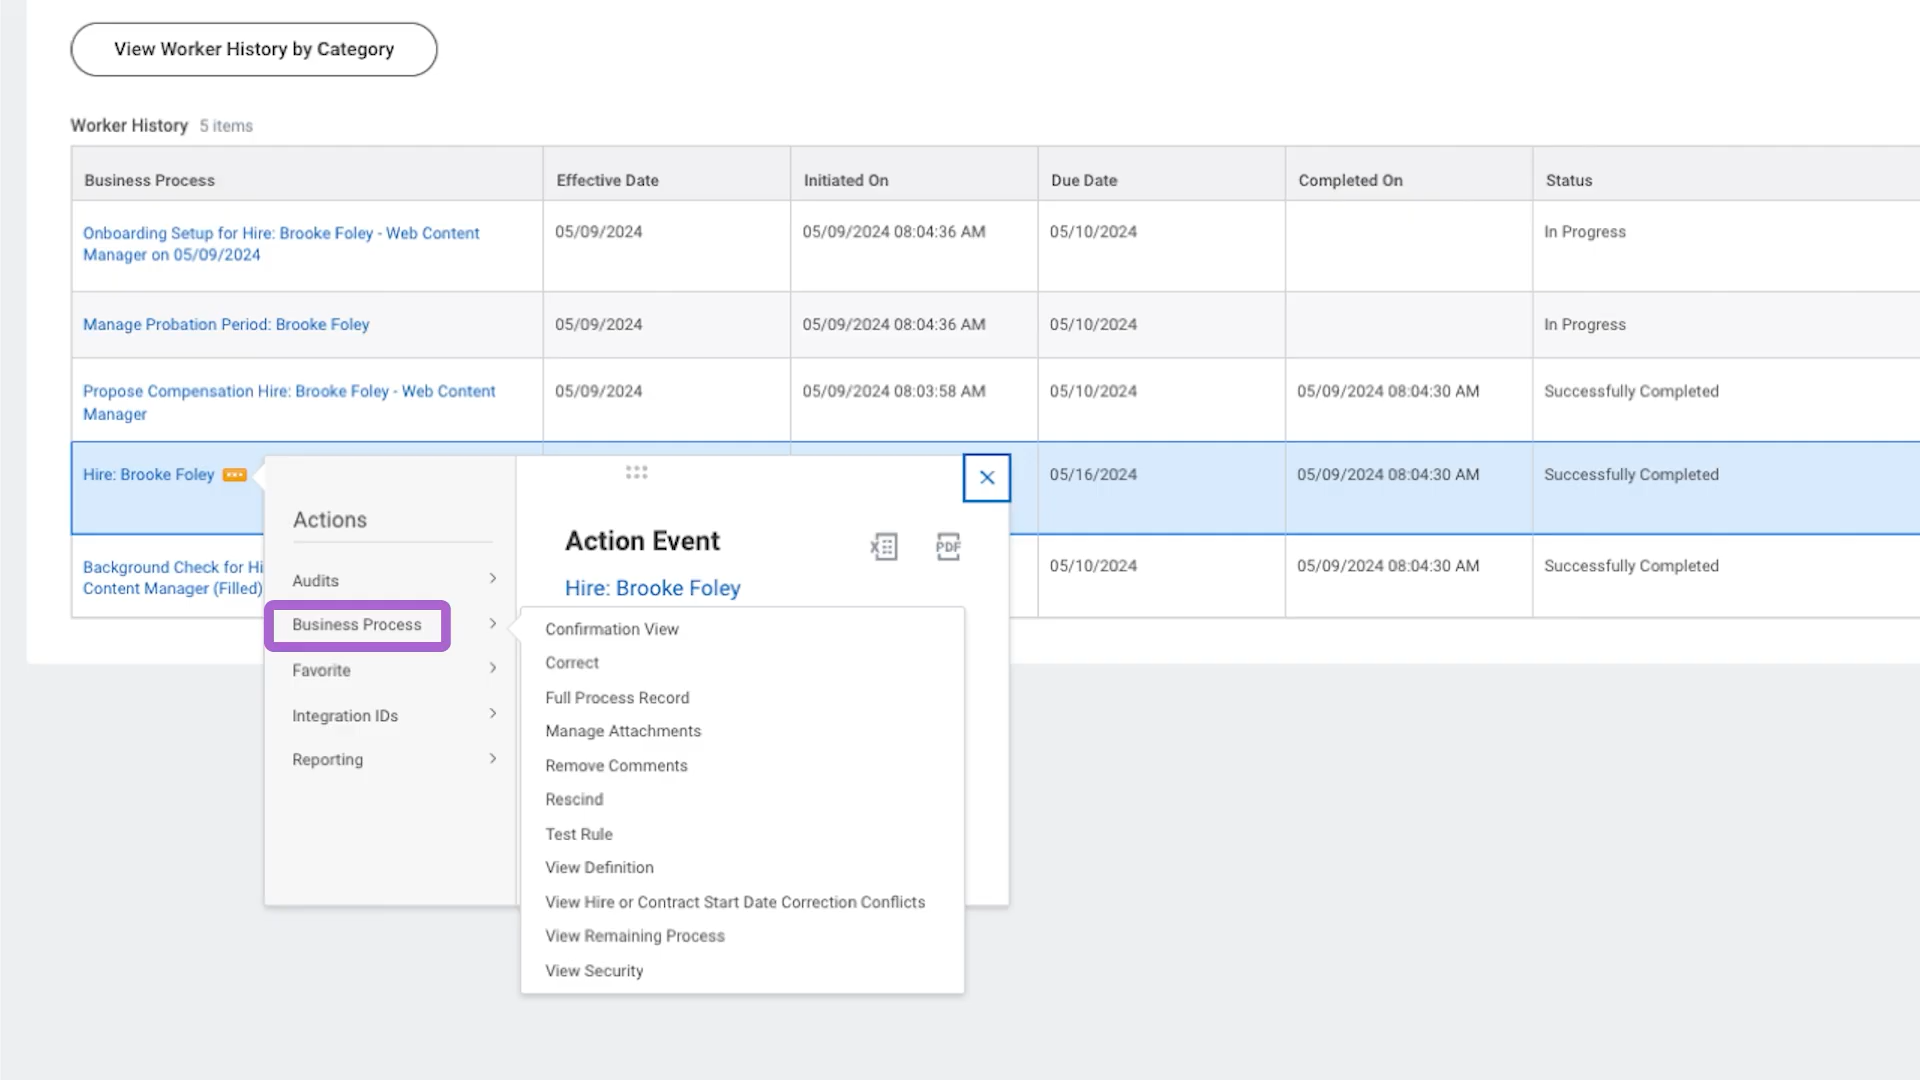 View Worker History by Category
Worker History 5 items
Business Process Effective Date Initiated On Due Date Completed On Status
Onboarding Setup for Hire: Brooke Foley - Web Content 05/09/2024 05/09/2024 08:04:36 AM 05/10/2024 In Progress
Manager on 05/09/2024
Manage Probation Period: Brooke Foley 05/09/2024 05/09/2024 08:04:36 AM 05/10/2024 In Progress
Propose Compensation Hire: Brooke Foley - Web Content 05/09/2024 05/09/2024 08:03:58 AM 05/10/2024 05/09/2024 08:04:30 AM Successfully Completed
Manager
Hire: Brooke Foley 05/16/2024 05/09/2024 08:04:30 AM Successfully Completed
Background Check for Hi 05/10/2024 05/09/2024 08:04:30 AM Successfully Completed
Content Manager (Filled)
Actions
Audits
Business Process
Favorite
Integration IDs
Reporting
Action Event
X PDF
Hire: Brooke Foley
Confirmation View
Correct
Full Process Record
Manage Attachments
Remove Comments
Rescind
Test Rule
View Definition
View Hire or Contract Start Date Correction Conflicts
View Remaining Process
View Security